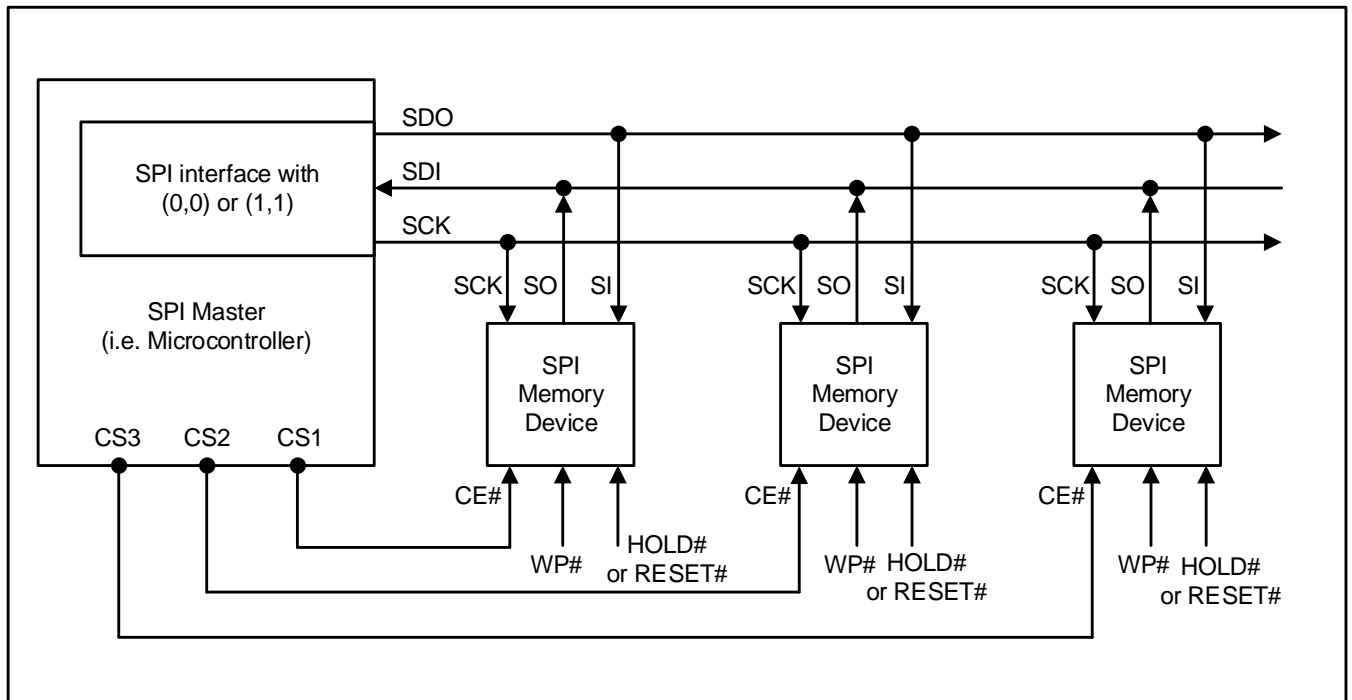 SDO
SPI interface with
(0,0) or (1,1)
SDI
SCK
SPI Master
(i.e. Microcontroller)
CS3 CS2 CS1
SCK SO SI
SPI
Memory
Device
CE#
WP#
HOLD#
or RESET#
SCK SO SI
SPI
Memory
Device
CE#
WP#
HOLD#
or RESET#
SCK SO SI
SPI
Memory
Device
CE#
WP#
HOLD#
or RESET#